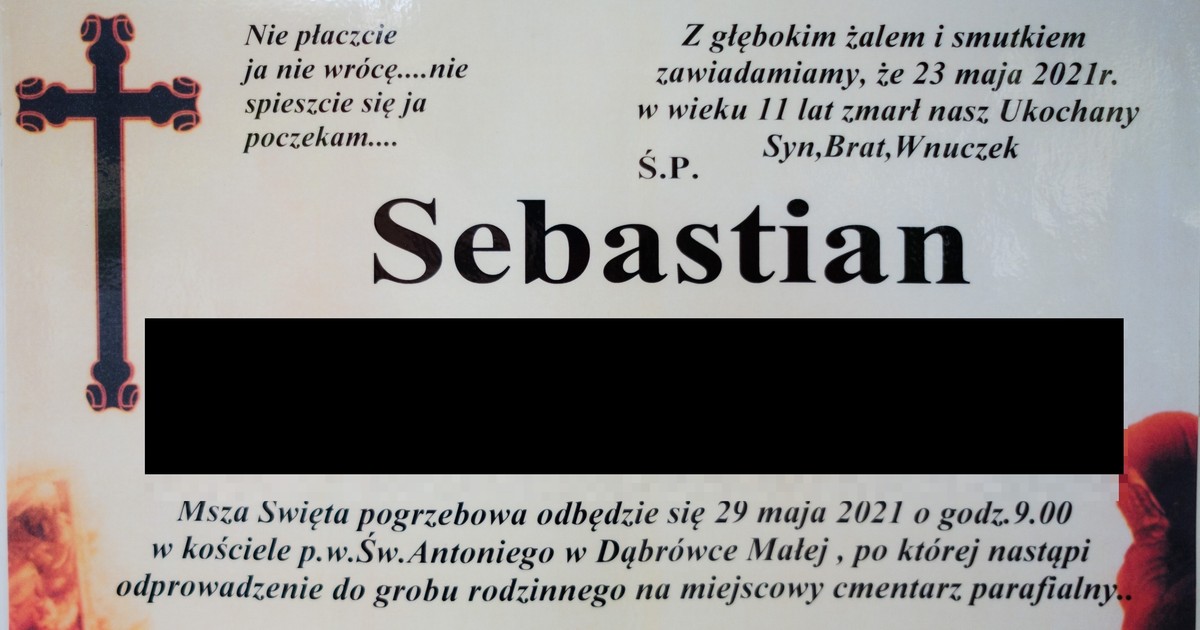 Nie płaczcie
ja nie wrócę....nie
spieszcie się ja
poczekam....
Z głębokim żalem i smutkiem
zawiadamiamy, że 23 maja 2021r.
w wieku 11 lat zmarł nasz Ukochany
Syn,Brat,Wnuczek
Ś.P.
Sebastian
Msza Swięta pogrzebowa odbędzie się 29 maja 2021 o godz.9.00
w kościele p.w.Św.Antoniego w Dąbrówce Małej , po której nastąpi
odprowadzenie do grobu rodzinnego na miejscowy cmentarz parafialny..